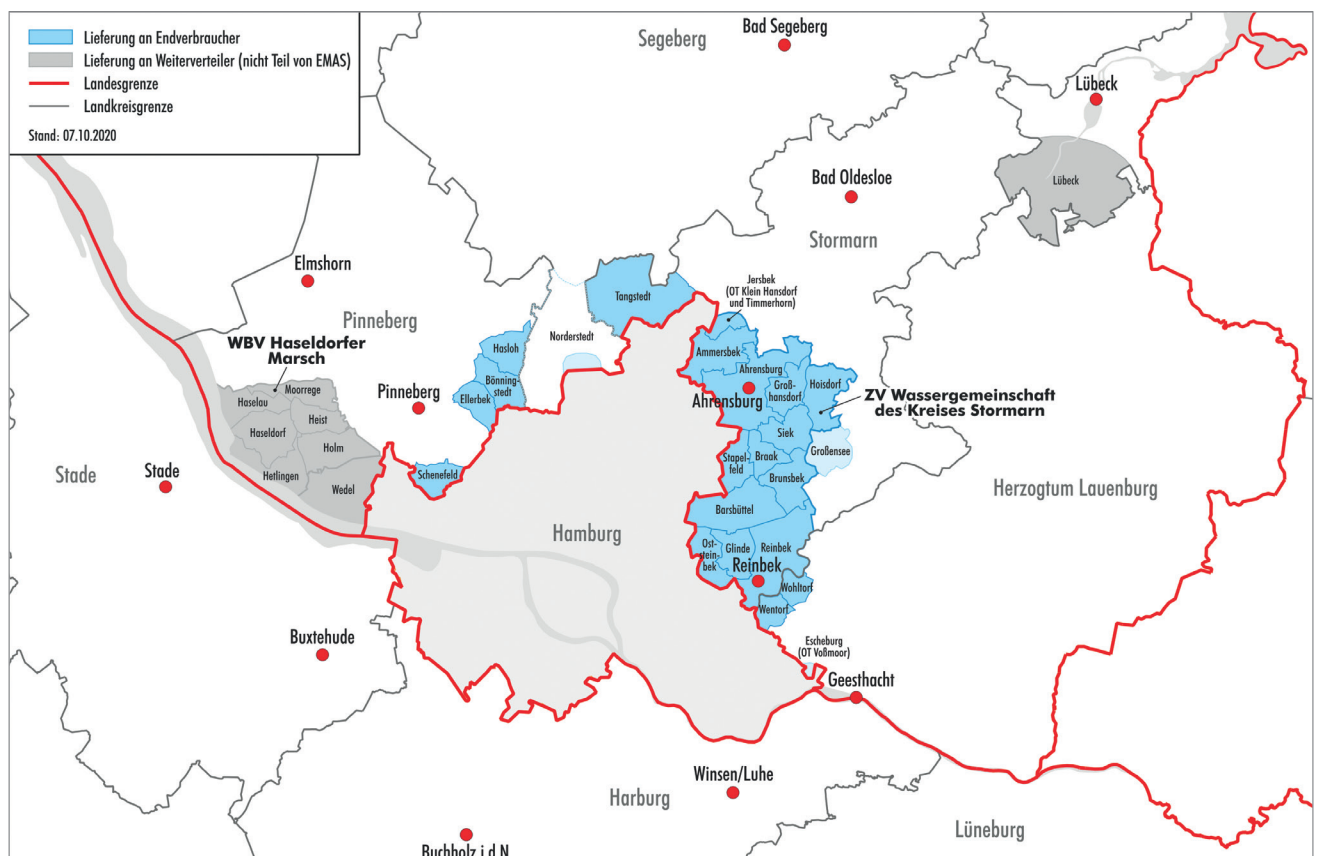 Lieferung an Endverbraucher
Lieferung an Weiterverteiler (nicht Teil von EMAS)
Landesgrenze
Landkreisgrenze
Stand: 07.10.2020
Segeberg
Bad Segeberg
Lübeck
Lübeck
Bad Oldesloe
Stormarn
Elmshorn
Pinneberg
Tangstedt
Jersbek
(OT Klein Hansdorf
und Timmerhorn)
Norderstedt
WBV Haseldorfer
Marsch
Hasloh
Bönning-
stedt
Ellerbek
Ammersbek
Ahrensburg
Ahrensburg
Groß-
hansdorf
Hoisdorf
ZV Wassergemeinschaft
des Kreises Stormarn
Pinneberg
Moorrege
Haselau
Heist
Haseldorf
Holm
Hetlingen
Wedel
Schenefeld
Siek
Großensee
Stapel-
feld
Braak
Brunsbek
Stade
Stade
Herzogtum Lauenburg
Barsbüttel
Hamburg
Ost-
stein-
bek
Glinde
Reinbek
Reinbek
Wohltorf
Wentorf
Buxtehude
Escheburg
(OT Voßmoor)
Geesthacht
Winsen/Luhe
Harburg
Lüneburg
Buchholz i.d.N.